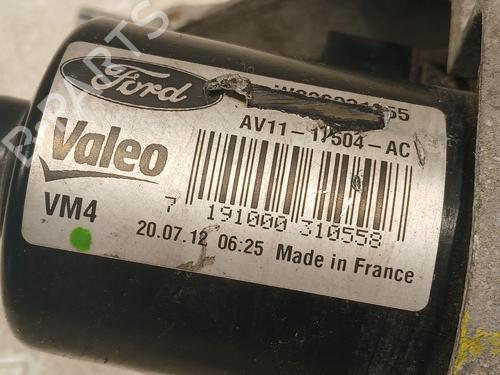 Ford
Valeo
AV11-17504-AC
7 191000 310558
VM4
20.07.12 06:25 Made in France